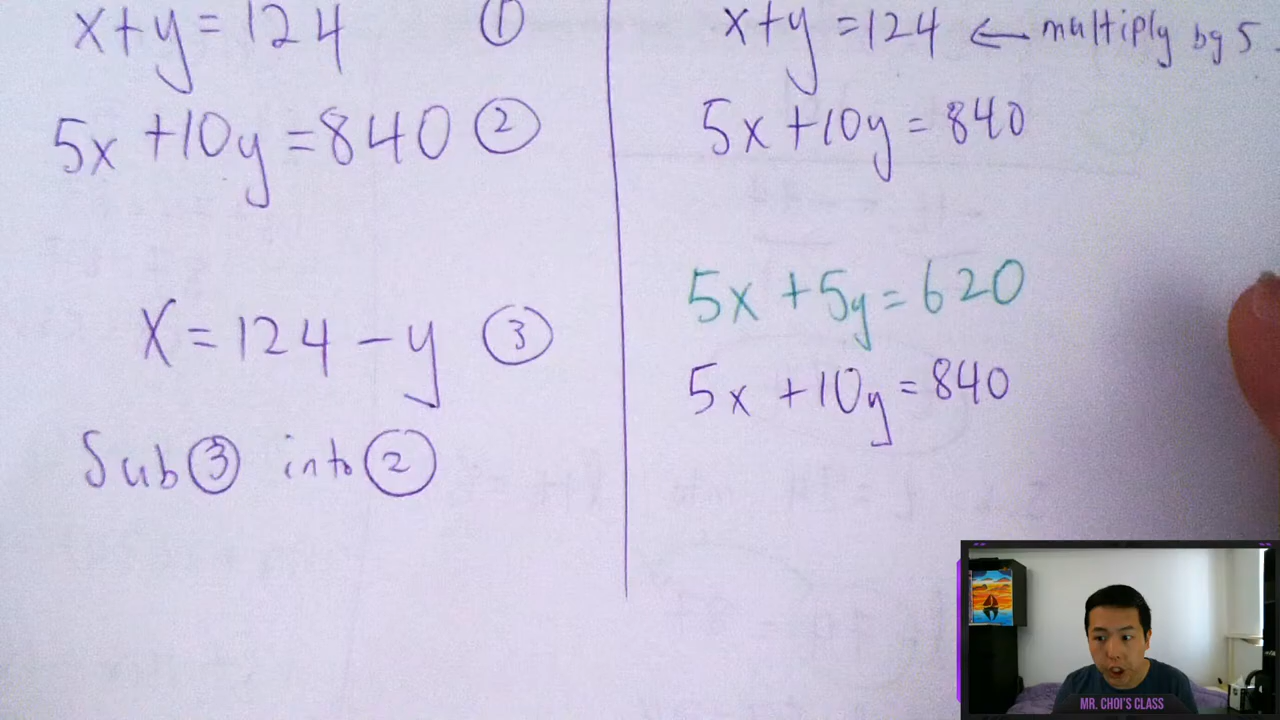 x+y=124 ①
5x+10y=840 ②
x=124-y ③
Sub ③ into ②
x+y=124 ← multiply by 5
5x+10y=840
5x+5y=620
5x+10y=840
MR. CHOI'S CLASS